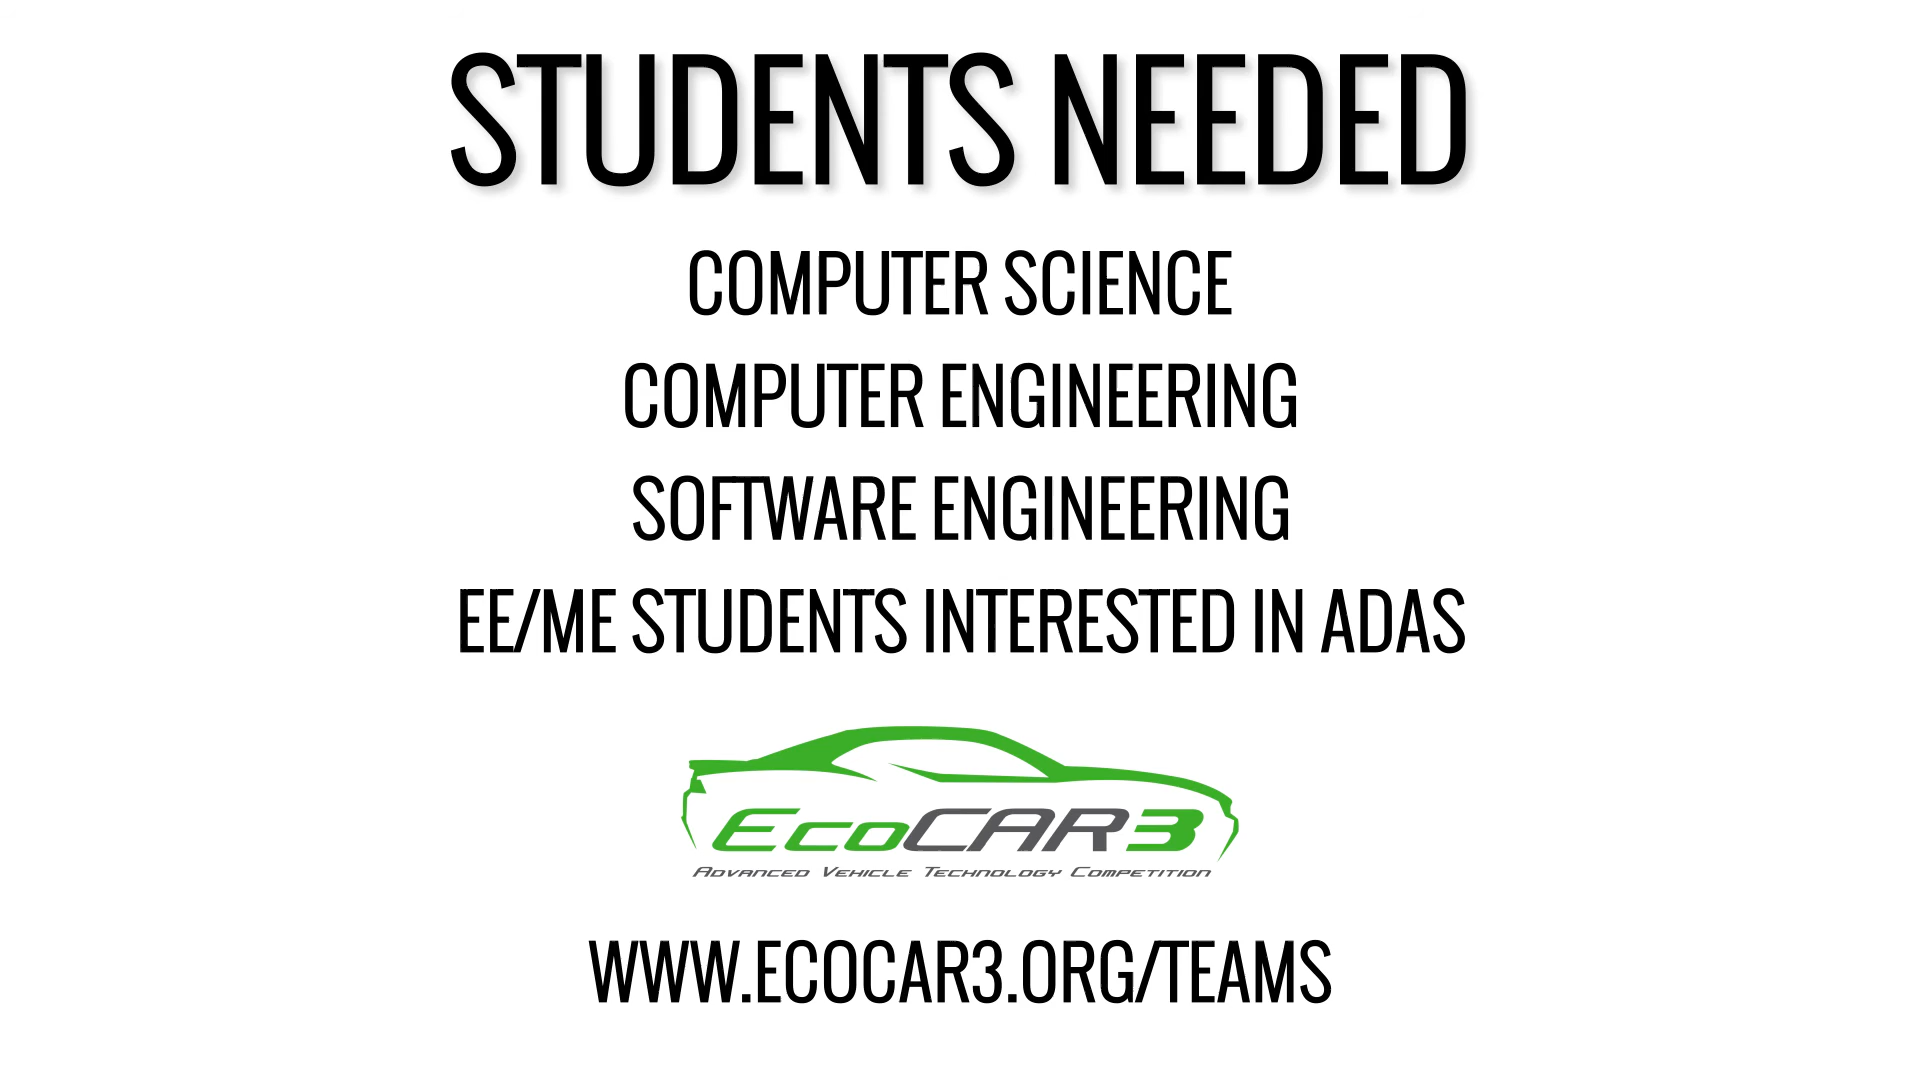 STUDENTS NEEDED
COMPUTER SCIENCE
COMPUTER ENGINEERING
SOFTWARE ENGINEERING
EE/ME STUDENTS INTERESTED IN ADAS
EcoCAR3
Advanced Vehicle Technology Competition
WWW.ECOCAR3.ORG/TEAMS